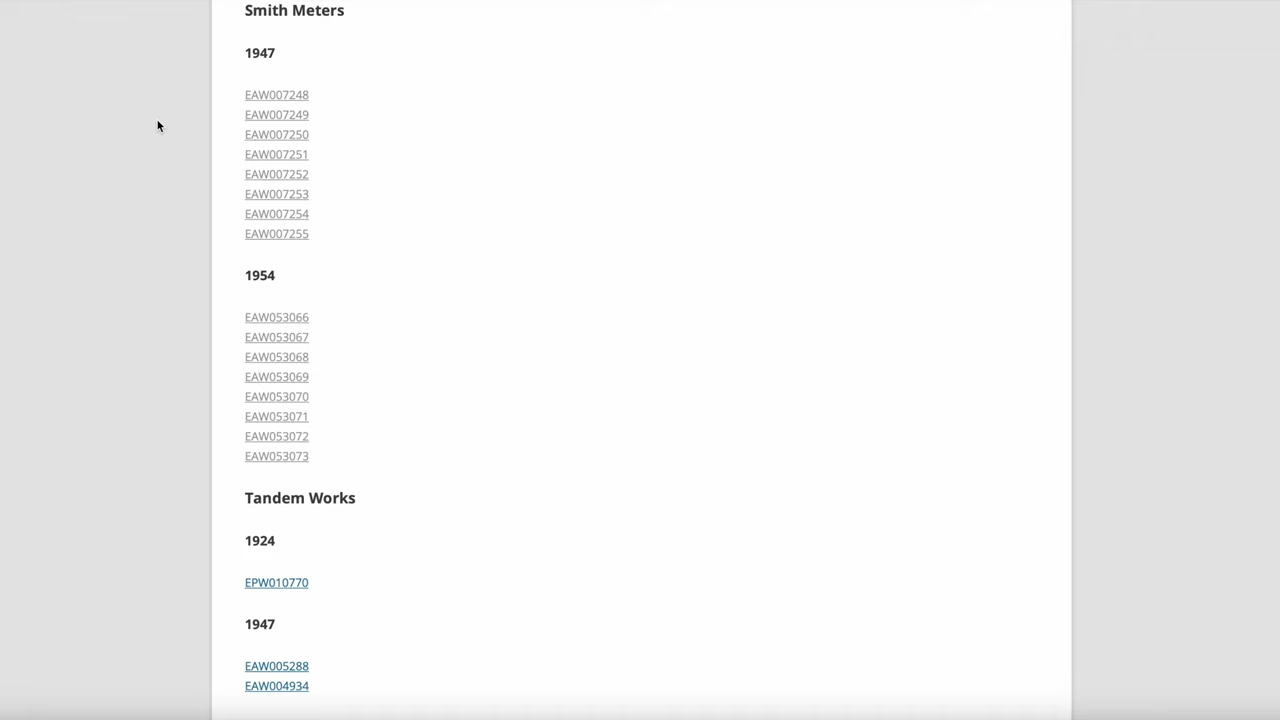 Smith Meters
1947
EAW007248
EAW007249
EAW007250
EAW007251
EAW007252
EAW007253
EAW007254
EAW007255
1954
EAW053066
EAW053067
EAW053068
EAW053069
EAW053070
EAW053071
EAW053072
EAW053073
Tandem Works
1924
EPW010770
1947
EAW005288
EAW004934